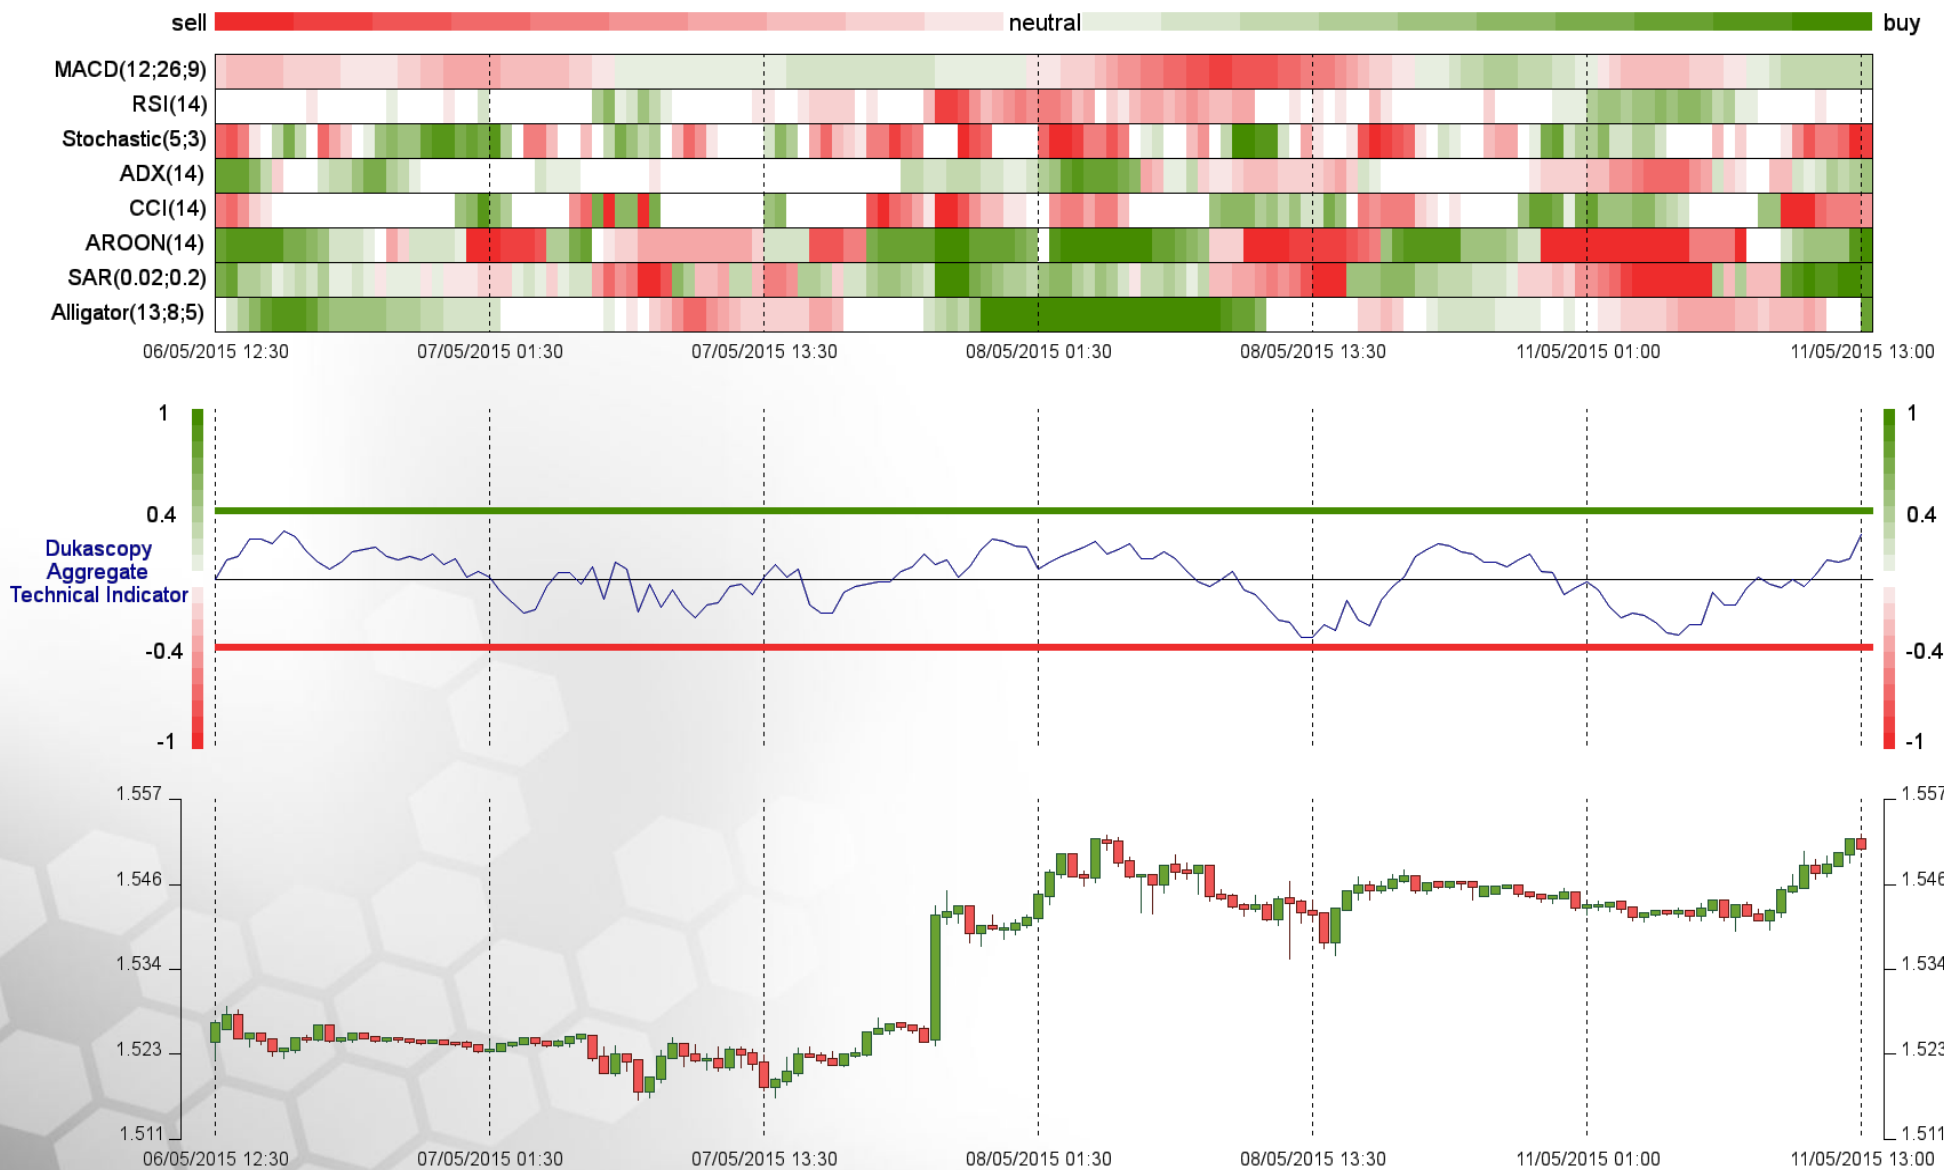 sell neutral buy
MACD(12;26;9)
RSI(14)
Stochastic(5;3)
ADX(14)
CCI(14)
AROON(14)
SAR(0.02;0.2)
Alligator(13;8;5)
06/05/2015 12:30 07/05/2015 01:30 07/05/2015 13:30 08/05/2015 01:30 08/05/2015 13:30 11/05/2015 01:00 11/05/2015 13:00
1 1
0.4 0.4
Dukascopy
Aggregate
Technical Indicator
-0.4 -0.4
-1 -1
1.557 1.557
1.546 1.546
1.534 1.534
1.523 1.523
1.511 1.511
06/05/2015 12:30 07/05/2015 01:30 07/05/2015 13:30 08/05/2015 01:30 08/05/2015 13:30 11/05/2015 01:00 11/05/2015 13:00